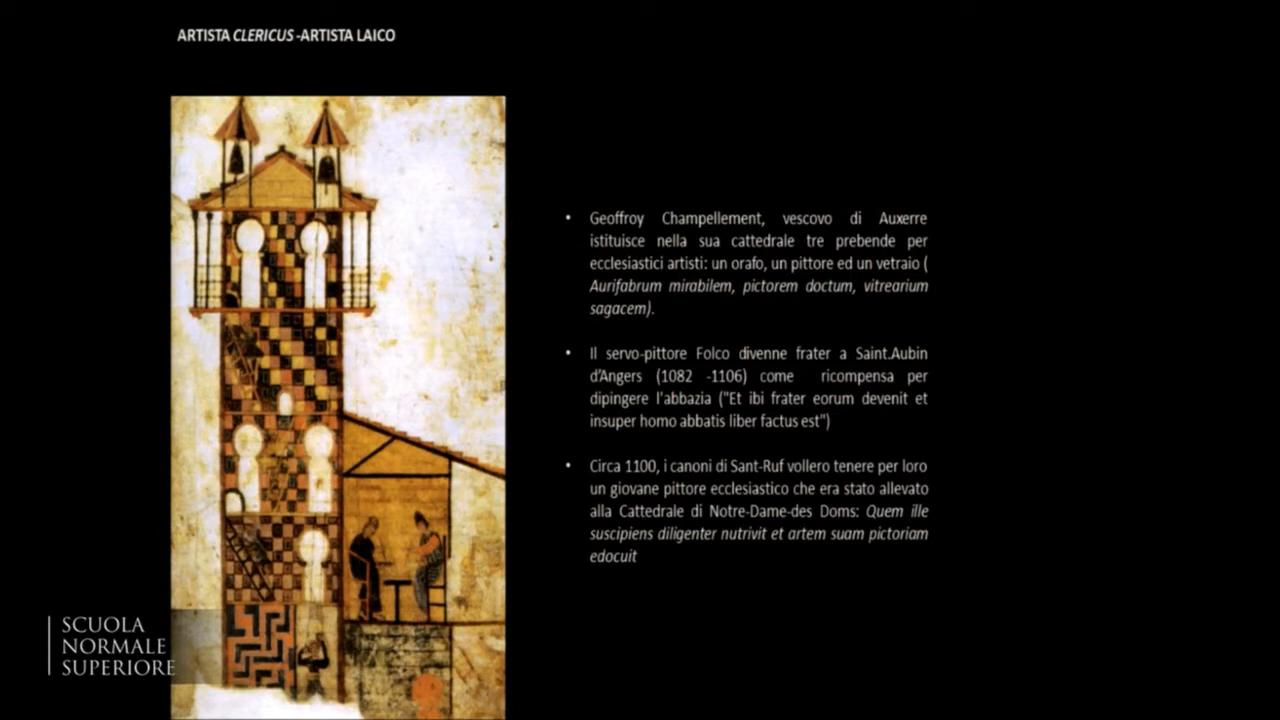 ARTISTA CLERICUS -ARTISTA LAICO
• Geoffroy Champellement, vescovo di Auxerre
istituisce nella sua cattedrale tre prebende per
ecclesiastici artisti: un orafo, un pittore ed un vetraio (
Aurifabrum mirabilem, pictorem doctum, vitrearium
sagacem).
• Il servo-pittore Folco divenne frater a Saint.Aubin
d'Angers (1082 -1106) come ricompensa per
dipingere l'abbazia ("Et ibi frater eorum devenit et
insuper homo abbatis liber factus est")
• Circa 1100, i canoni di Sant-Ruf vollero tenere per loro
un giovane pittore ecclesiastico che era stato allevato
alla Cattedrale di Notre-Dame-des Doms: Quem ille
suscipiens diligenter nutrivit et artem suam pictoriam
edocuit
SCUOLA
NORMALE
SUPERIORE